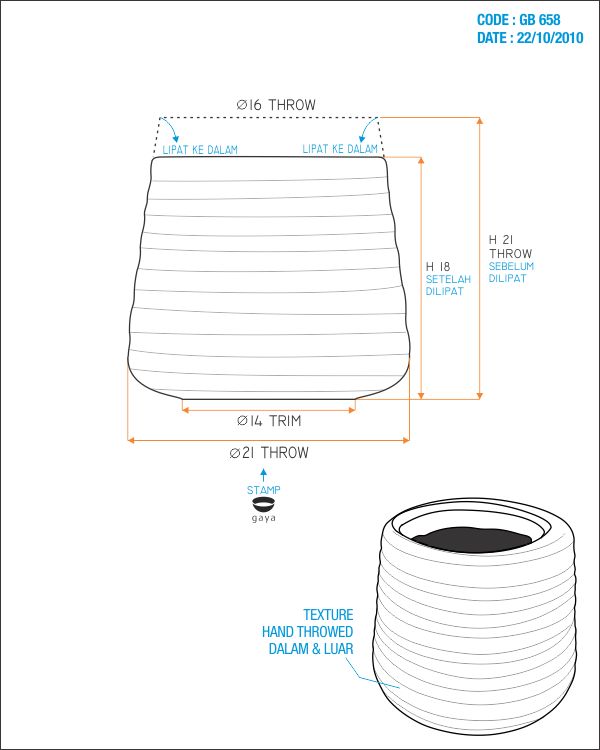 CODE : GB 658
DATE : 22/10/2010
Ø16 THROW
LIPAT KE DALAM
LIPAT KE DALAM
H 21
THROW
SEBELUM
DILIPAT
H 18
SETELAH
DILIPAT
Ø14 TRIM
Ø21 THROW
STAMP
gaya
TEXTURE
HAND THROWED
DALAM & LUAR